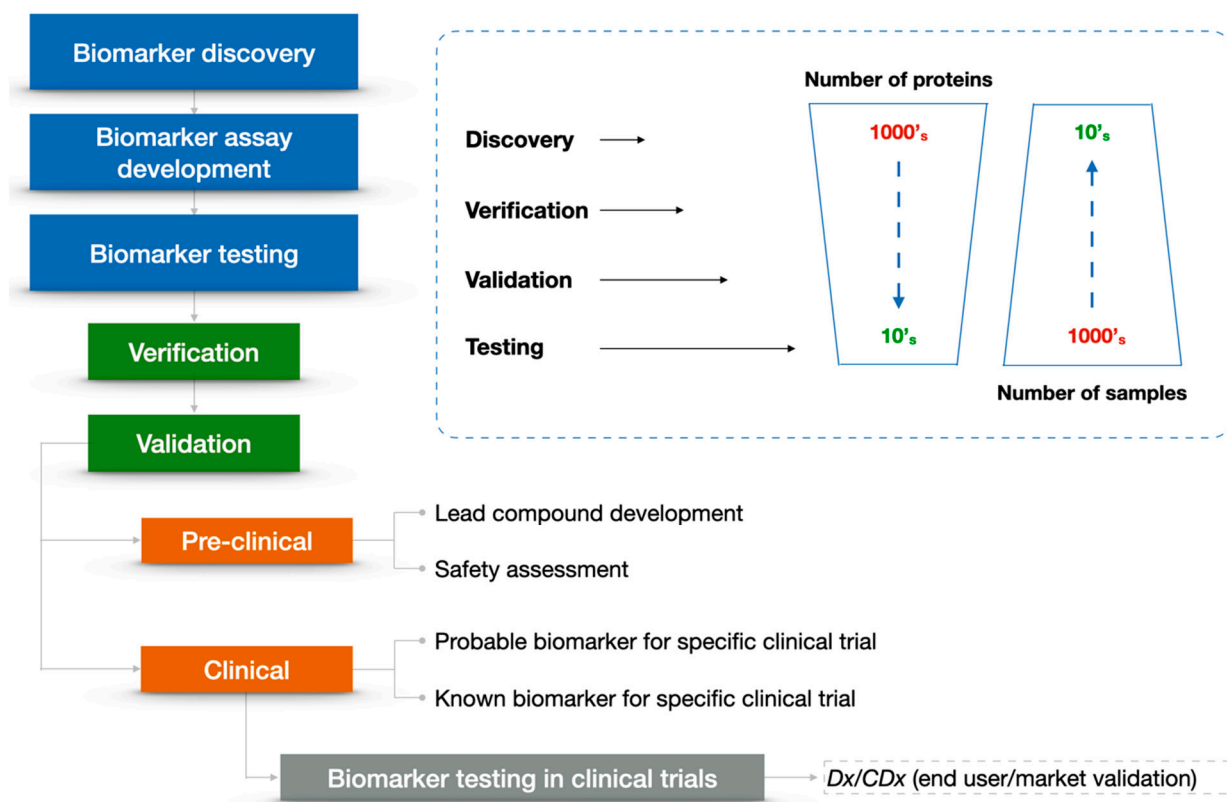 Biomarker discovery
Biomarker assay
development
Biomarker testing
Verification
Validation
Number of proteins
Discovery
1000's
10's
Verification
Validation
Testing
10's
1000's
Number of samples
Pre-clinical
Lead compound development
Safety assessment
Clinical
Probable biomarker for specific clinical trial
Known biomarker for specific clinical trial
Biomarker testing in clinical trials
Dx/CDx (end user/market validation)